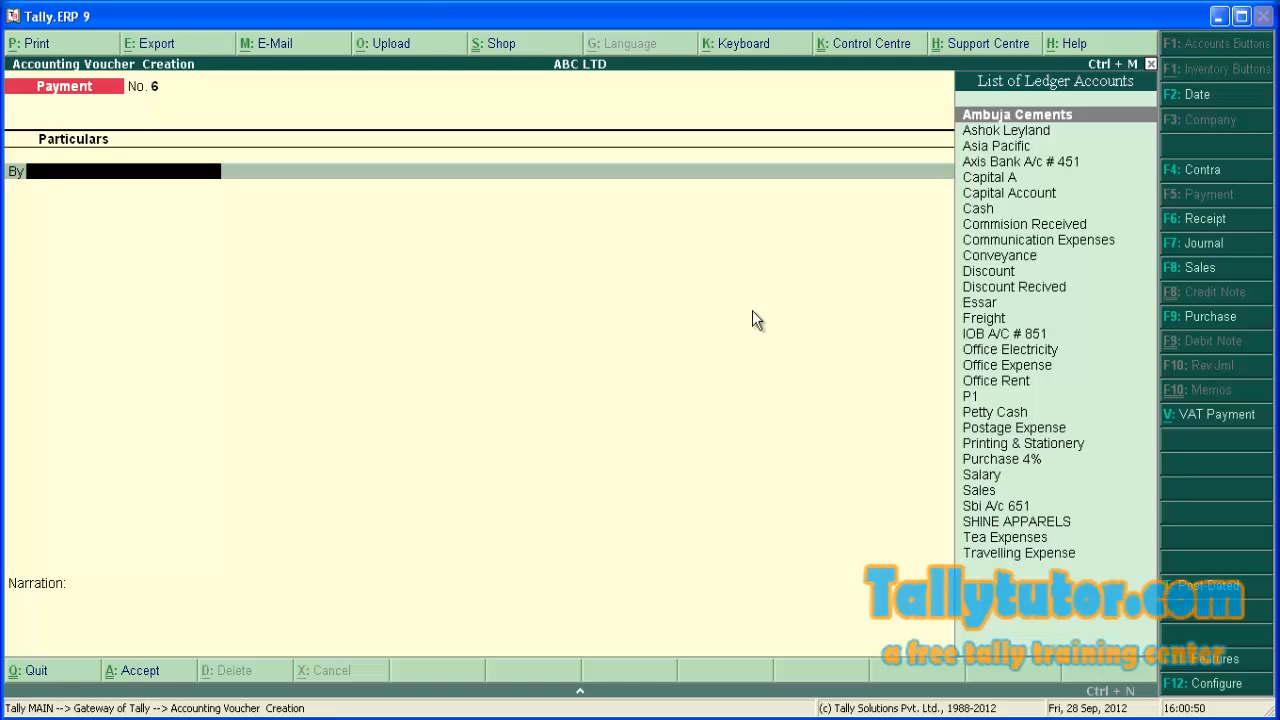 Tally.ERP 9
P: Print E: Export M: E-Mail O: Upload S: Shop G: Language K: Keyboard K: Control Centre H: Support Centre H: Help
Accounting Voucher Creation ABC LTD Ctrl + M
Payment No. 6
Particulars
By
Narration:
List of Ledger Accounts
Ambuja Cements
Ashok Leyland
Asia Pacific
Axis Bank A/c # 451
Capital A
Capital Account
Cash
Commision Received
Communication Expenses
Conveyance
Discount
Discount Recived
Essar
Freight
IOB A/C # 851
Office Electricity
Office Expense
Office Rent
P1
Petty Cash
Postage Expense
Printing & Stationery
Purchase 4%
Salary
Sales
Sbi A/c 651
SHINE APPARELS
Tea Expenses
Travelling Expense
F1: Accounts Buttons
F1: Inventory Buttons
F2: Date
F3: Company
F4: Contra
F5: Payment
F6: Receipt
F7: Journal
F8: Sales
F8: Credit Note
F9: Purchase
F9: Debit Note
F10: Rev Jrnl
F10: Memos
V: VAT Payment
T: Post-Dated
Features
F12: Configure
Tallytutor.com
a free tally training center
Q: Quit A: Accept D: Delete X: Cancel
Ctrl + N
Tally MAIN --> Gateway of Tally --> Accounting Voucher Creation (c) Tally Solutions Pvt. Ltd., 1988-2012 Fri, 28 Sep, 2012 16:00:50